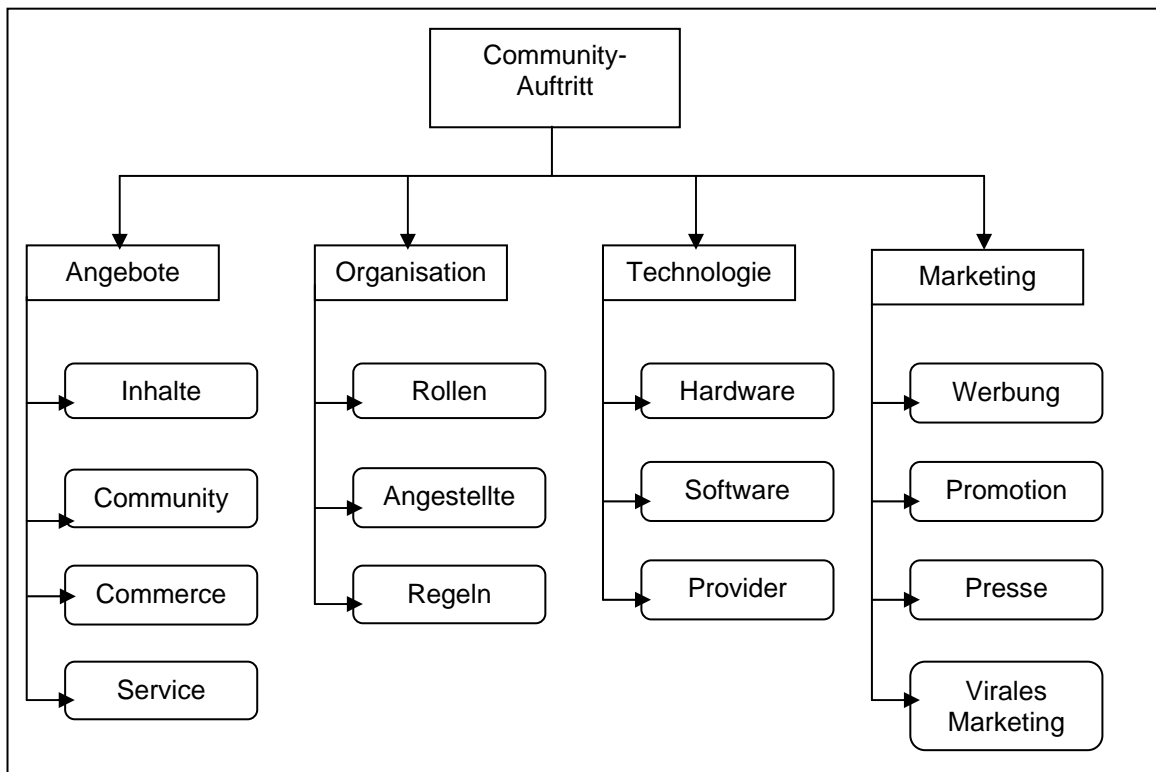 Community-
Auftritt
Angebote
Organisation
Technologie
Marketing
Inhalte
Rollen
Hardware
Werbung
Community
Angestellte
Software
Promotion
Commerce
Regeln
Provider
Presse
Service
Virales
Marketing